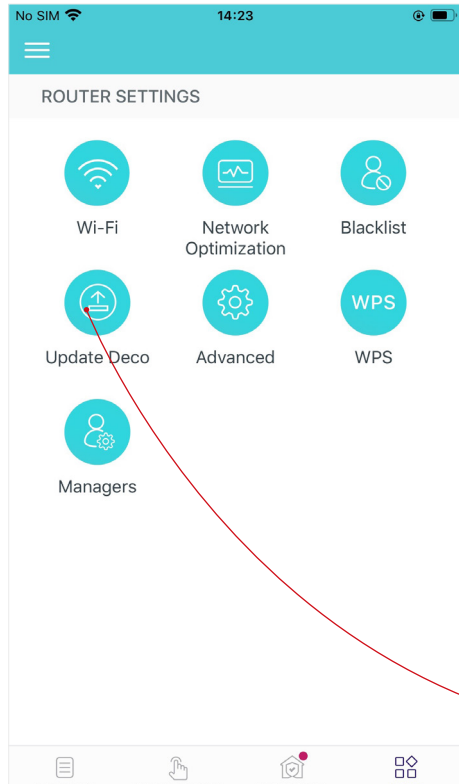 No SIM 14:23
ROUTER SETTINGS
Wi-Fi
Network
Optimization
Blacklist
Update Deco
Advanced
WPS
WPS
Managers